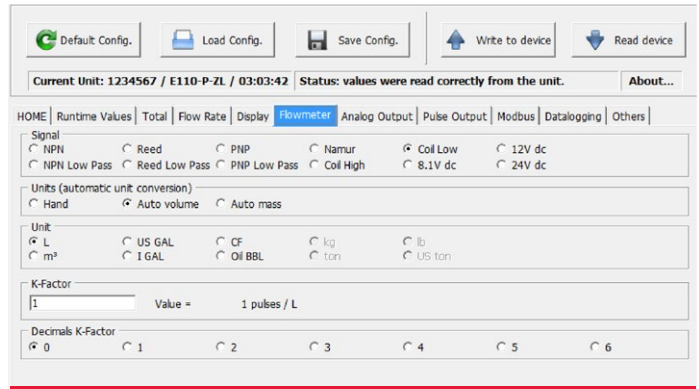 Default Config. Load Config. Save Config. Write to device Read device
Current Unit: 1234567 / E110-P-ZL / 03:03:42 Status: values were read correctly from the unit. About...
HOME Runtime Values Total Flow Rate Display Flowmeter Analog Output Pulse Output Modbus Datalogging Others
Signal
NPN Reed PNP Namur Coil Low 12V dc
NPN Low Pass Reed Low Pass PNP Low Pass Coil High 8.1V dc 24V dc
Units (automatic unit conversion)
Hand Auto volume Auto mass
Unit
L US GAL CF kg lb
m³ I GAL Oil BBL ton US ton
K-Factor
1 Value = 1 pulses / L
Decimals K-Factor
0 1 2 3 4 5 6